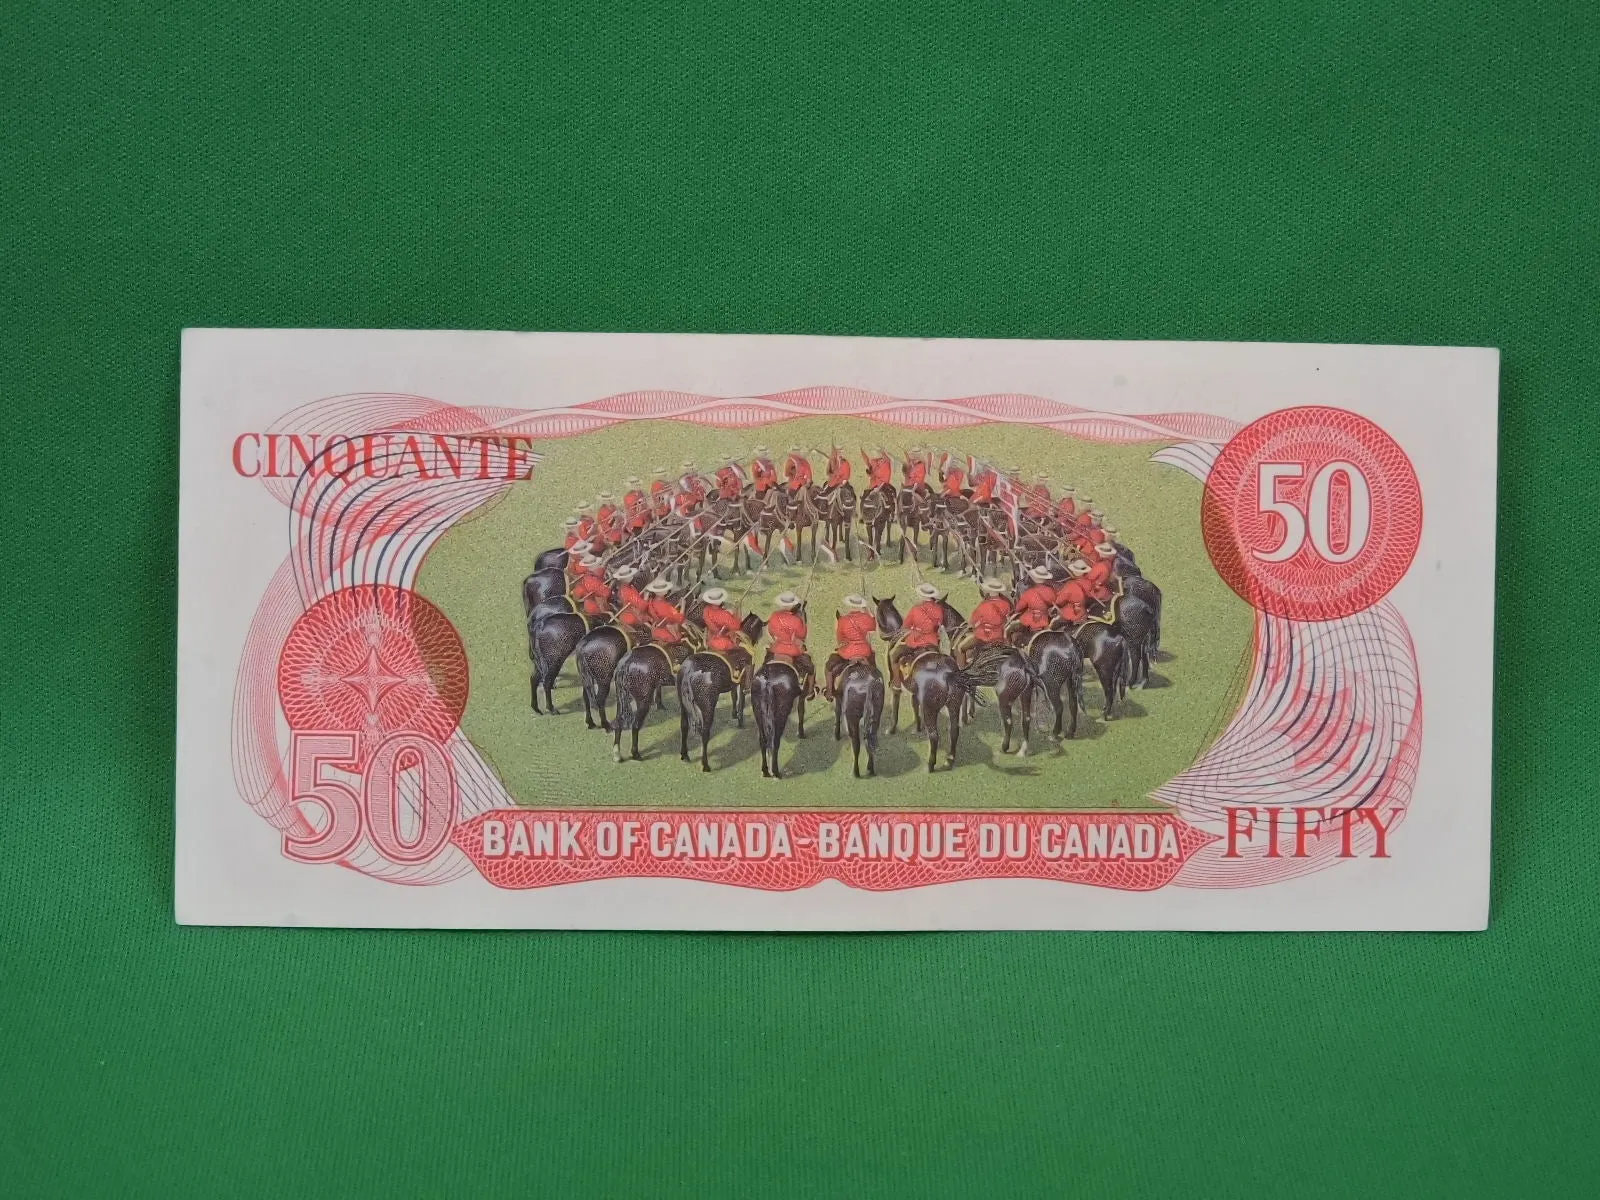 CINQUANTE
50
50
BANK OF CANADA-BANQUE DU CANADA
FIFTY